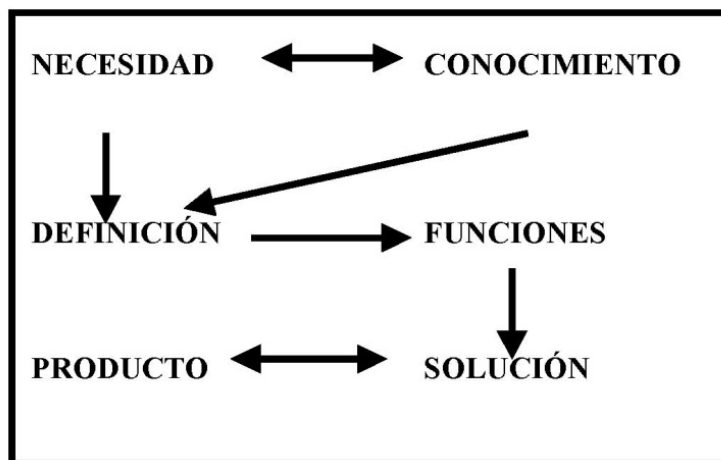 NECESIDAD CONOCIMIENTO
DEFINICIÓN FUNCIONES
PRODUCTO SOLUCIÓN